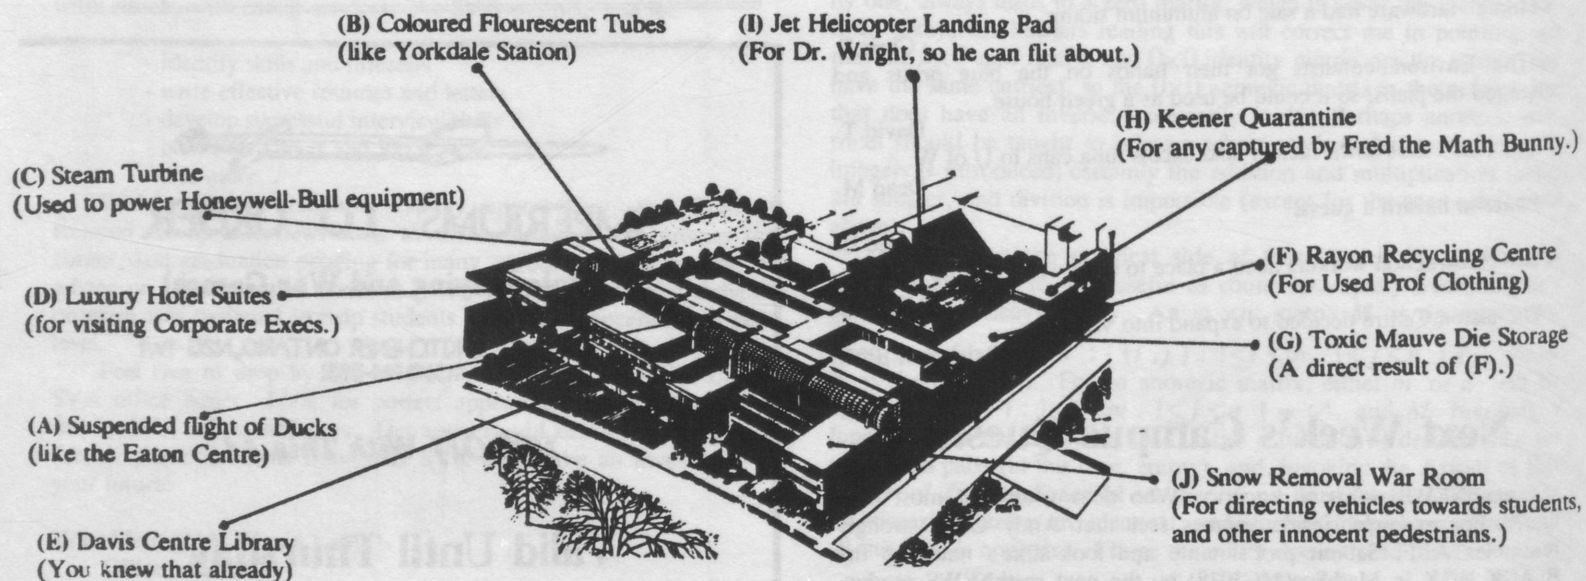 (B) Coloured Flourescent Tubes
(like Yorkdale Station)
(I) Jet Helicopter Landing Pad
(For Dr. Wright, so he can flit about.)
(H) Keener Quarantine
(For any captured by Fred the Math Bunny.)
(C) Steam Turbine
(Used to power Honeywell-Bull equipment)
(F) Rayon Recycling Centre
(For Used Prof Clothing)
(D) Luxury Hotel Suites
(for visiting Corporate Execs.)
(G) Toxic Mauve Die Storage
(A direct result of (F).)
(A) Suspended flight of Ducks
(like the Eaton Centre)
(J) Snow Removal War Room
(For directing vehicles towards students,
and other innocent pedestrians.)
(E) Davis Centre Library
(You knew that already)